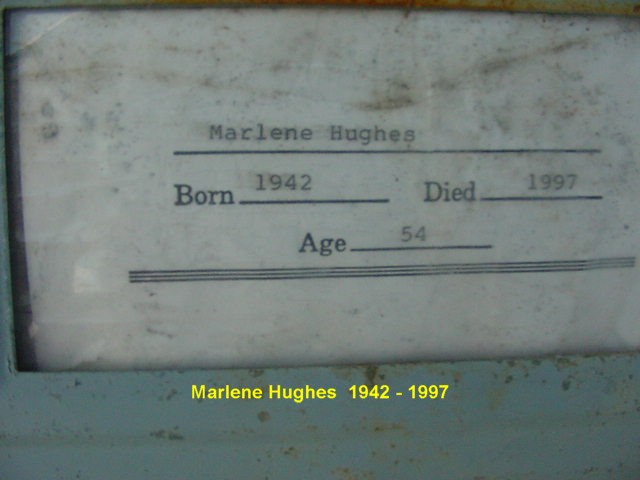 Marlene Hughes
Born 1942 Died 1997
Age 54
Marlene Hughes 1942 - 1997